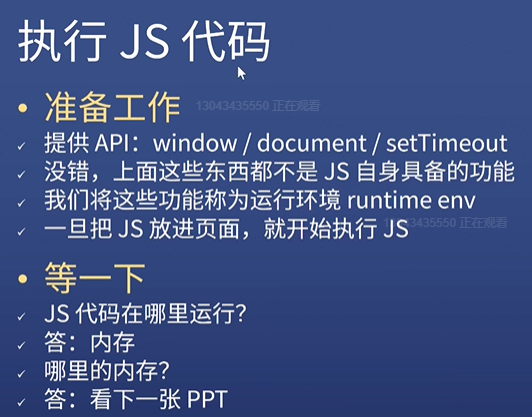 执行 JS 代码
• 准备工作 13043435550 正在观看
✓ 提供 API：window / document / setTimeout
✓ 没错，上面这些东西都不是 JS 自身具备的功能
✓ 我们将这些功能称为运行环境 runtime env
✓ 一旦把 JS 放进页面，就开始执行 JS 13043435550 正在观看
• 等一下
✓ JS 代码在哪里运行？
✓ 答：内存
✓ 哪里的内存？
✓ 答：看下一张 PPT